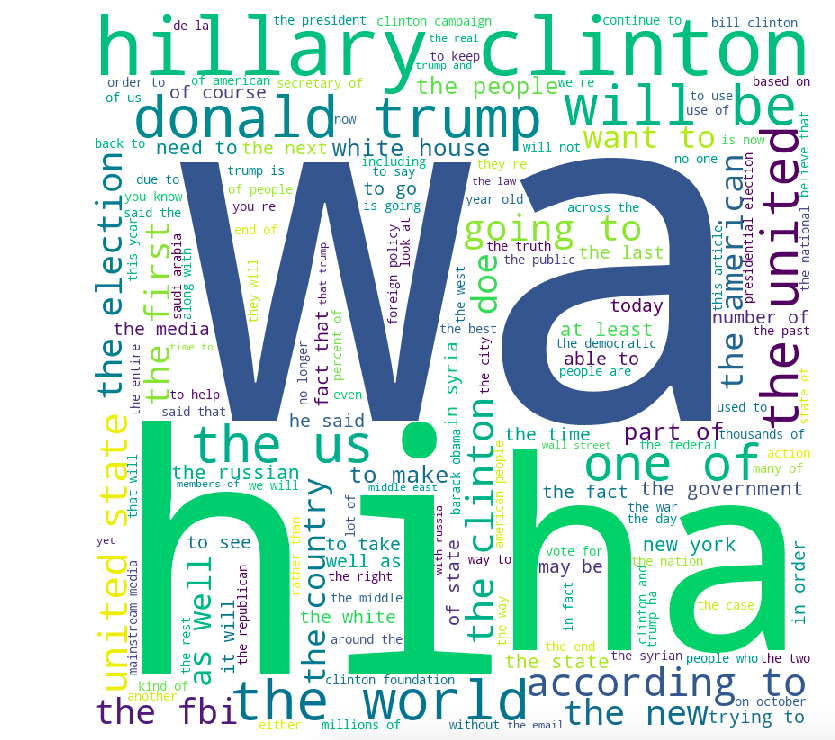 hillary clinton
de la
the president
clinton campaign
the real
to keep
trump and
continue to
bill clinton
order to
of us
of american
of course
secretary of
the people
we re
will be
to use
use of
based on
donald trump
now
back to
need to
the next
white house
will not
want to
is now
no one
believe that
the election
due to
you know
said the
trump is
of people
you re
including
to say
to go
is going
they re
the law
year old
across the
wa
the united
the american
presidential election
the national
this article
this year
the first
saudi arabia
along with
end of
they will
that trump
foreign policy
look at
going to
the truth
the public
the last
the west
doe
today
number of
the past
the media
time to
the entire
no longer
fact that
percent of
the best
the city
at least
the democratic
able to
people are
state of
to help
said that
even
he said
in syria
barack obama
used to
thousands of
the us
the time
part of
wall street
the federal
action
many of
united state
that will
the russian
members of
we will
to make
middle east
lot of
the clinton
american people
one of
the fact
the government
the war
the day
hi
ha
yet
to see
the country
rather than
to take
well as
the right
the middle
with russia
of state
way to
vote for
may be
new york
the nation
in order
mainstream media
the rest
as well
it will
the republican
the white
around the
the way
in fact
clinton and
trump ha
the case
the end
the state
the syrian
people who
the two
kind of
another
clinton foundation
according to
the fbi
the world
either
millions of
without
the email
the new
on october
trying to